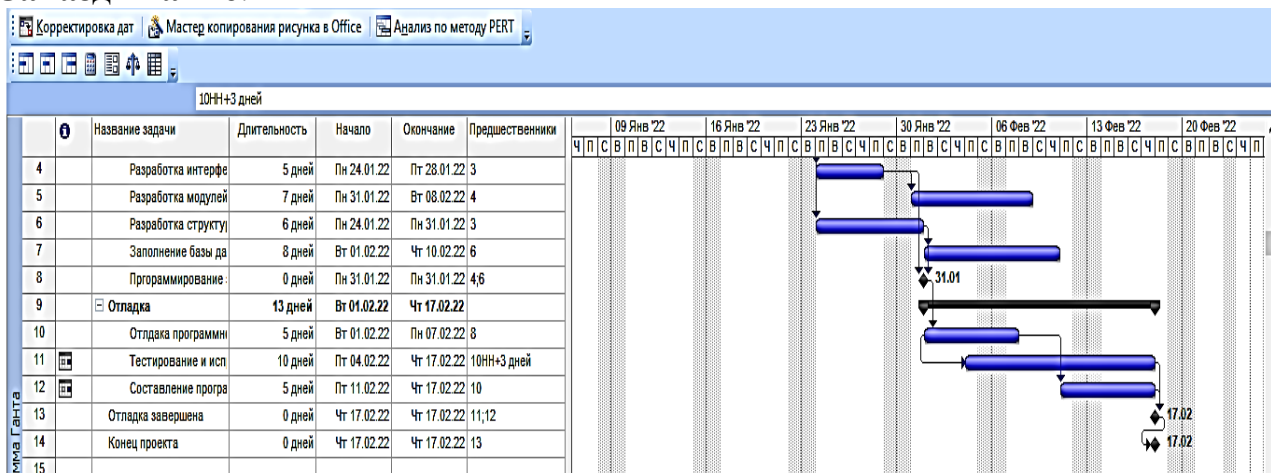 Корректировка дат Мастер копирования рисунка в Office Анализ по методу PERT
10НН+3 дней
Название задачи Длительность Начало Окончание Предшественники 09 Янв '22 16 Янв '22 23 Янв '22 30 Янв '22 06 Фев '22 13 Фев '22 20 Фев '22
Ч П С В П В С Ч П С В П В С Ч П С В П В С Ч П С В П В С Ч П С В П В С Ч П С В П В С Ч П С В П В С Ч П
4 Разработка интерфе 5 дней Пн 24.01.22 Пт 28.01.22 3
5 Разработка модулей 7 дней Пн 31.01.22 Вт 08.02.22 4
6 Разработка структу 6 дней Пн 24.01.22 Пн 31.01.22 3
7 Заполнение базы да 8 дней Вт 01.02.22 Чт 10.02.22 6
8 Пргораммирование 0 дней Пн 31.01.22 Пн 31.01.22 4;6 31.01
9 Отладка 13 дней Вт 01.02.22 Чт 17.02.22
10 Отлдака программн 5 дней Вт 01.02.22 Пн 07.02.22 8
11 Тестирование и исп 10 дней Пт 04.02.22 Чт 17.02.22 10НН+3 дней
12 Составление програ 5 дней Пт 11.02.22 Чт 17.02.22 10
13 Отладка завершена 0 дней Чт 17.02.22 Чт 17.02.22 11;12 17.02
14 Конец проекта 0 дней Чт 17.02.22 Чт 17.02.22 13 17.02
15
мма Ганта